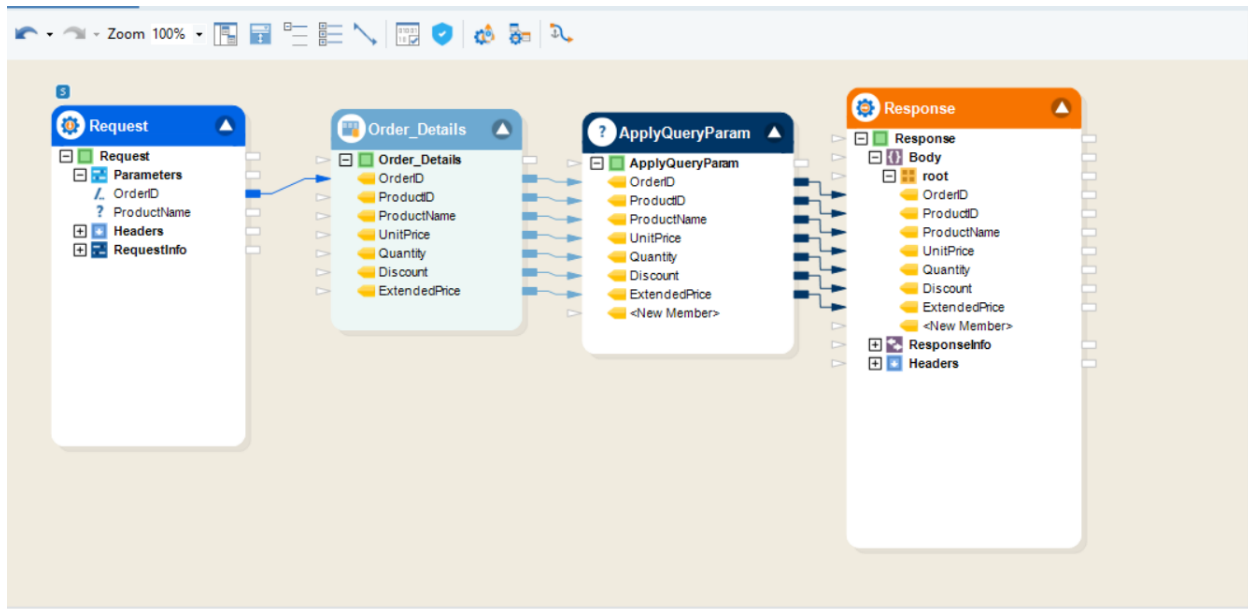 Zoom 100%
S
Request
Request
Parameters
OrderID
? ProductName
Headers
RequestInfo
Order_Details
Order_Details
OrderID
ProductID
ProductName
UnitPrice
Quantity
Discount
ExtendedPrice
? ApplyQueryParam
ApplyQueryParam
OrderID
ProductID
ProductName
UnitPrice
Quantity
Discount
ExtendedPrice
<New Member>
Response
Response
Body
root
OrderID
ProductID
ProductName
UnitPrice
Quantity
Discount
ExtendedPrice
<New Member>
ResponseInfo
Headers